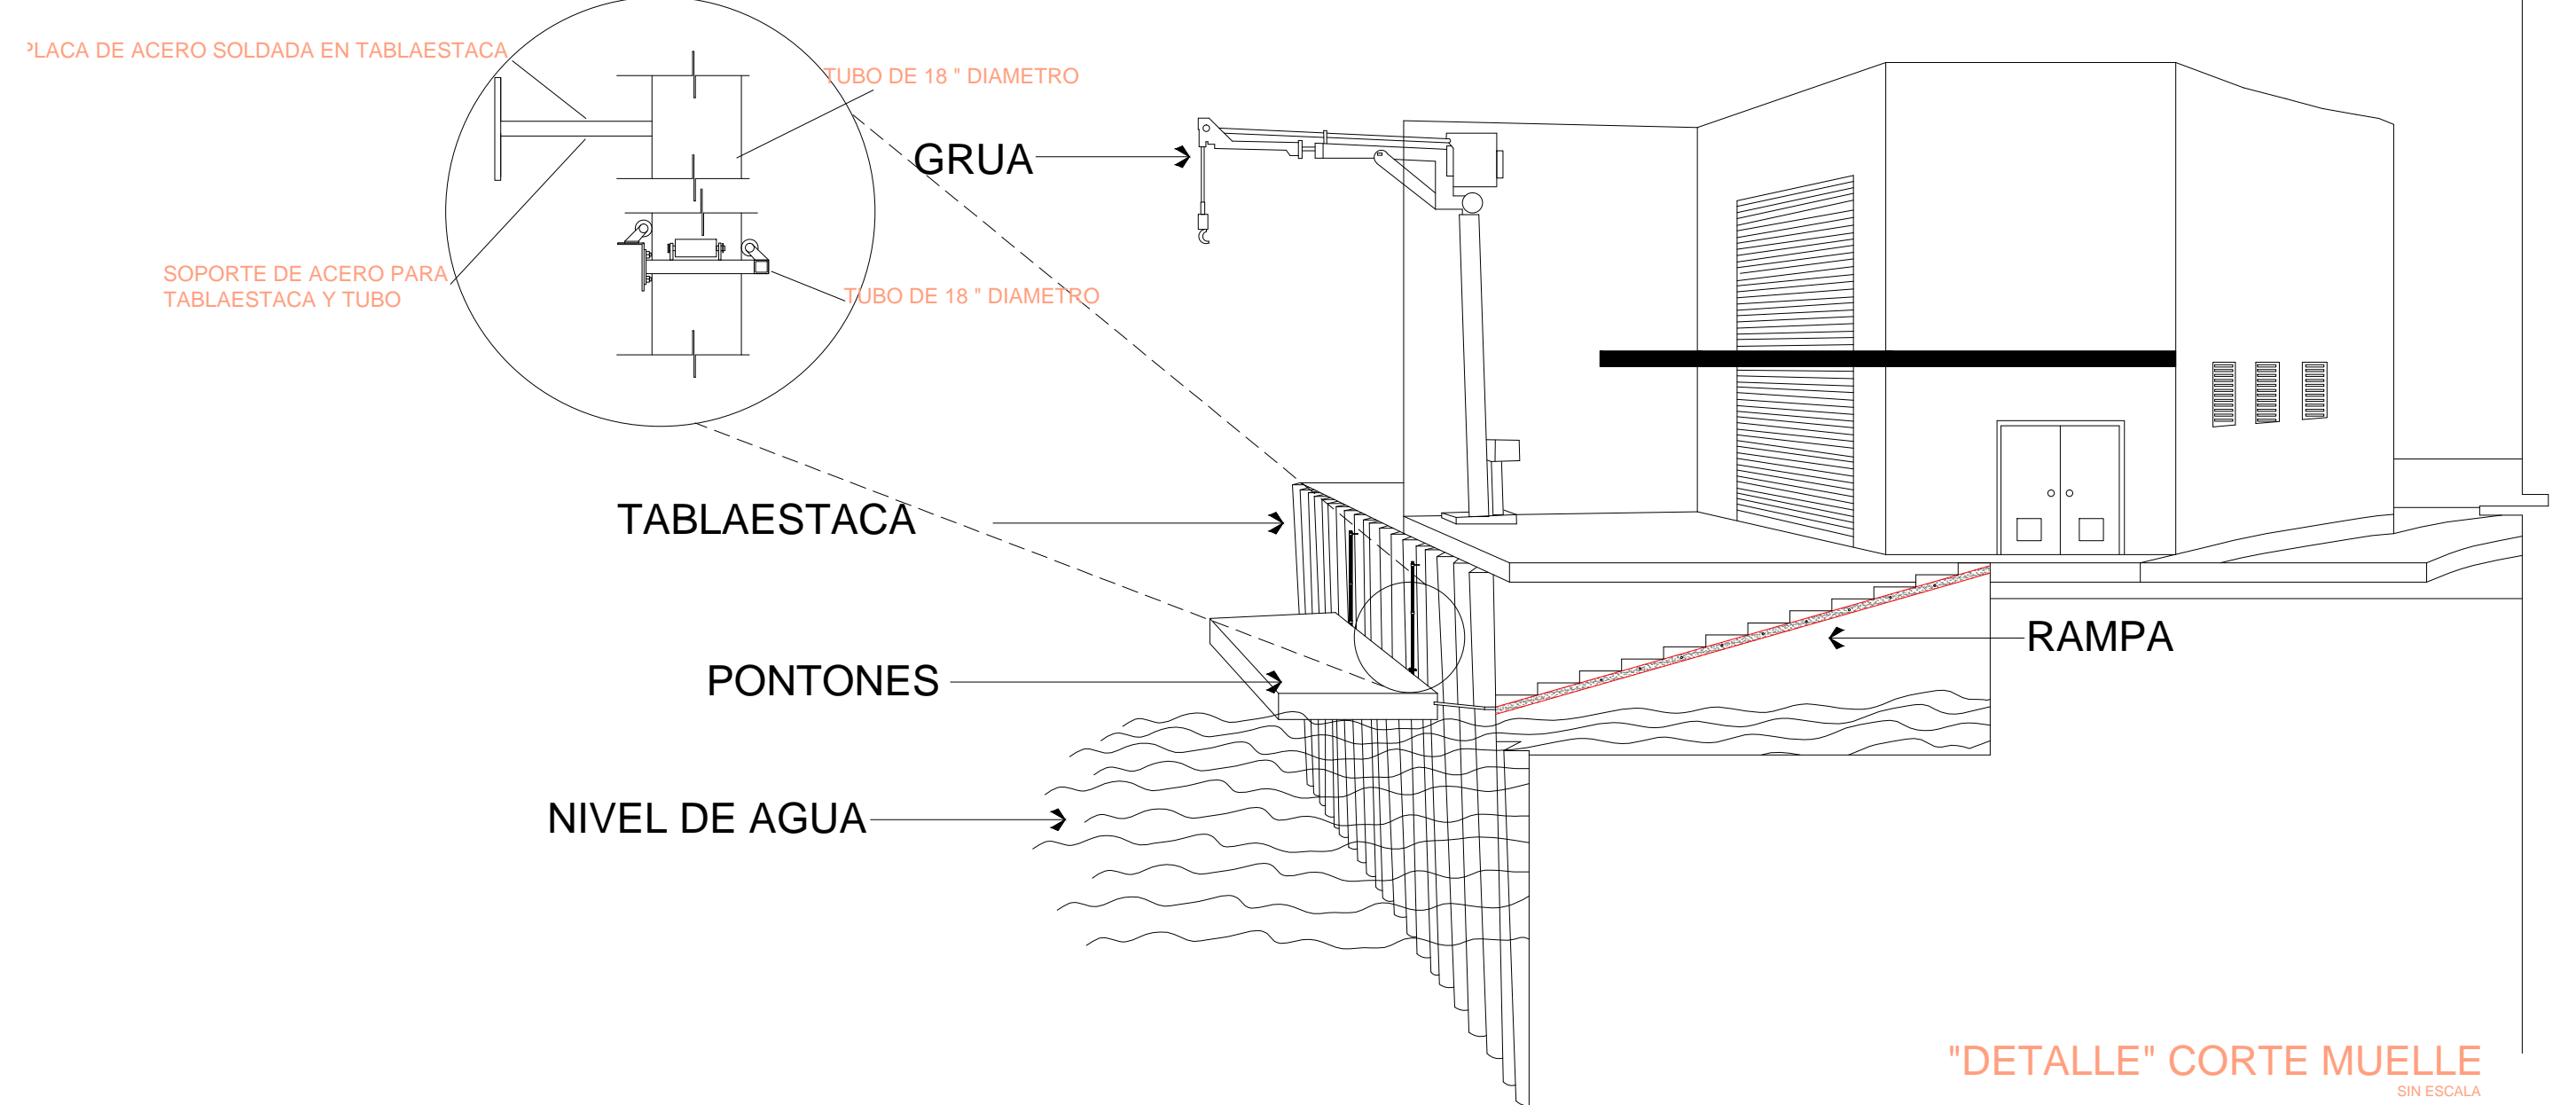 PLACA DE ACERO SOLDADA EN TABLAESTACA
TUBO DE 18 " DIAMETRO
GRUA
SOPORTE DE ACERO PARA
TABLAESTACA Y TUBO
TUBO DE 18 " DIAMETRO
TABLAESTACA
RAMPA
PONTONES
NIVEL DE AGUA
"DETALLE" CORTE MUELLE
SIN ESCALA